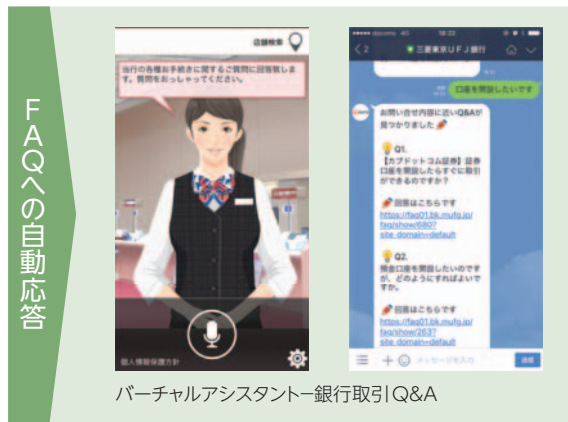 FAQへの自動応答
店舗検索
当行の各種お手続きに関するご質問に回答致しま
す。質問をおっしゃってください。
個人情報保護方針
docomo 4G 16:33
2
三菱東京UFJ銀行
口座を開設したいです
お問い合せ内容に近いQ&Aが
見つかりました
Q1.
【カブドットコム証券】証券
口座を開設したらすぐに取引
ができるのですか?
回答はこちらです
https://faq01.bk.mufg.jp/
faq/show/680?
site_domain=default
Q2.
預金口座を開設したいのです
が、どのようにすればよいで
すか。
回答はこちらです
https://faq01.bk.mufg.jp/
faq/show/263?
site_domain=default
メッセージを入力
送信
バーチャルアシスタントー銀行取引Q&A